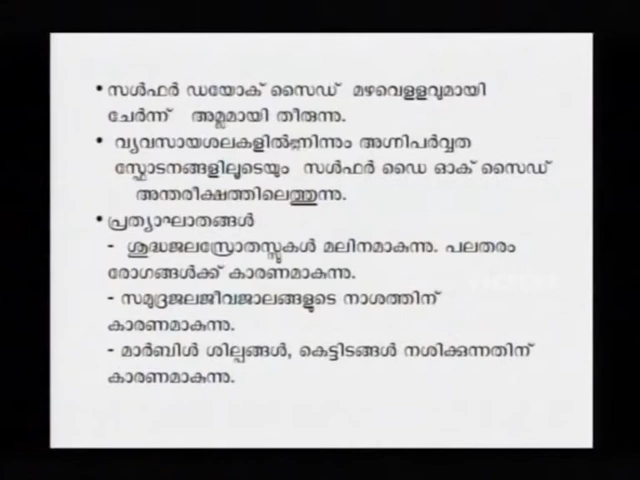 • സൾഫർ ഡയോക് സൈഡ് മഴവെള്ളവുമായി
ചേർന്ന് അമ്ലമായി തീരുന്നു.
• വ്യവസായശലകളിൽ നിന്നും അഗ്നിപർവ്വത
സ്ഫോടനങ്ങളിലൂടെയും സൾഫർ ഡൈ ഓക് സൈഡ്
അന്തരീക്ഷത്തിലെത്തുന്നു.
• പ്രത്യാഘാതങ്ങൾ
- ശുദ്ധജലസ്രോതസ്സുകൾ മലിനമാകുന്നു. പലതരം
രോഗങ്ങൾക്ക് കാരണമാകുന്നു.
- സമുദ്രജലജീവജാലങ്ങളുടെ നാശത്തിന്
കാരണമാകുന്നു.
- മാർബിൾ ശില്പങ്ങൾ, കെട്ടിടങ്ങൾ നശിക്കുന്നതിന്
കാരണമാകുന്നു.